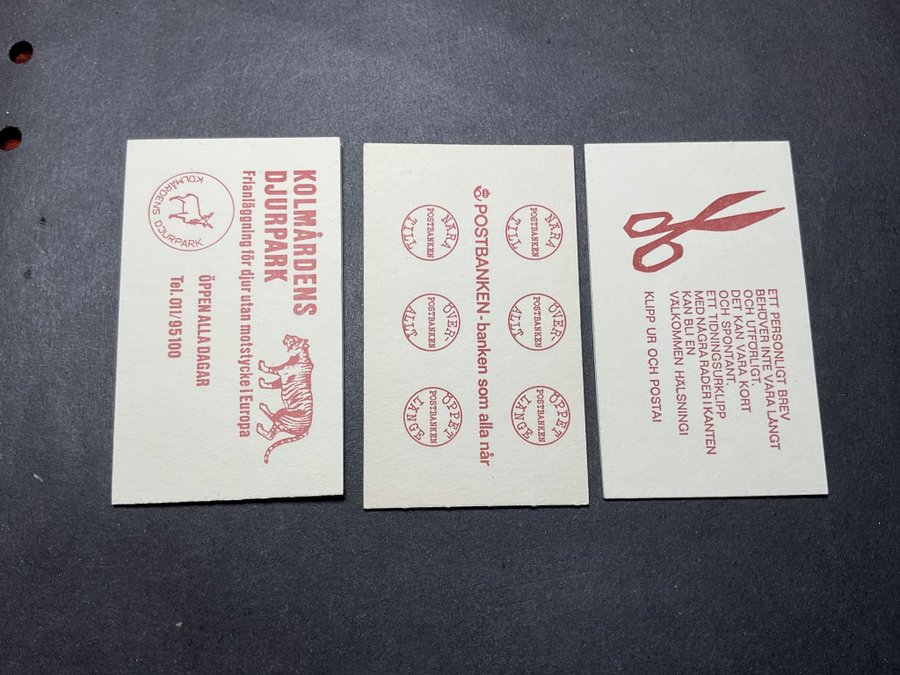 KOLMÅRDENS
DJURPARK
Frianläggning för djur utan motstycke i Europa
KOLMÅRDENS DJURPARK
ÖPPEN ALLA DAGAR
Tel. 011/95100
NÄRA
POSTBANKEN
TILL
ÖVER
POSTBANKEN
ALLT
ÖPPET
POSTBANKEN
LÄNGE
POSTBANKEN - banken som alla når
NÄRA
POSTBANKEN
TILL
ÖVER
POSTBANKEN
ALLT
ÖPPET
POSTBANKEN
LÄNGE
ETT PERSONLIGT BREV
BEHÖVER INTE VARA LÅNGT
OCH UTFÖRLIGT.
DET KAN VARA KORT
OCH SPONTANT.
ETT TIDNINGSURKLIPP
MED NÅGRA RADER I KANTEN
KAN BLI EN
VÄLKOMMEN HÄLSNING!
KLIPP UR OCH POSTA!